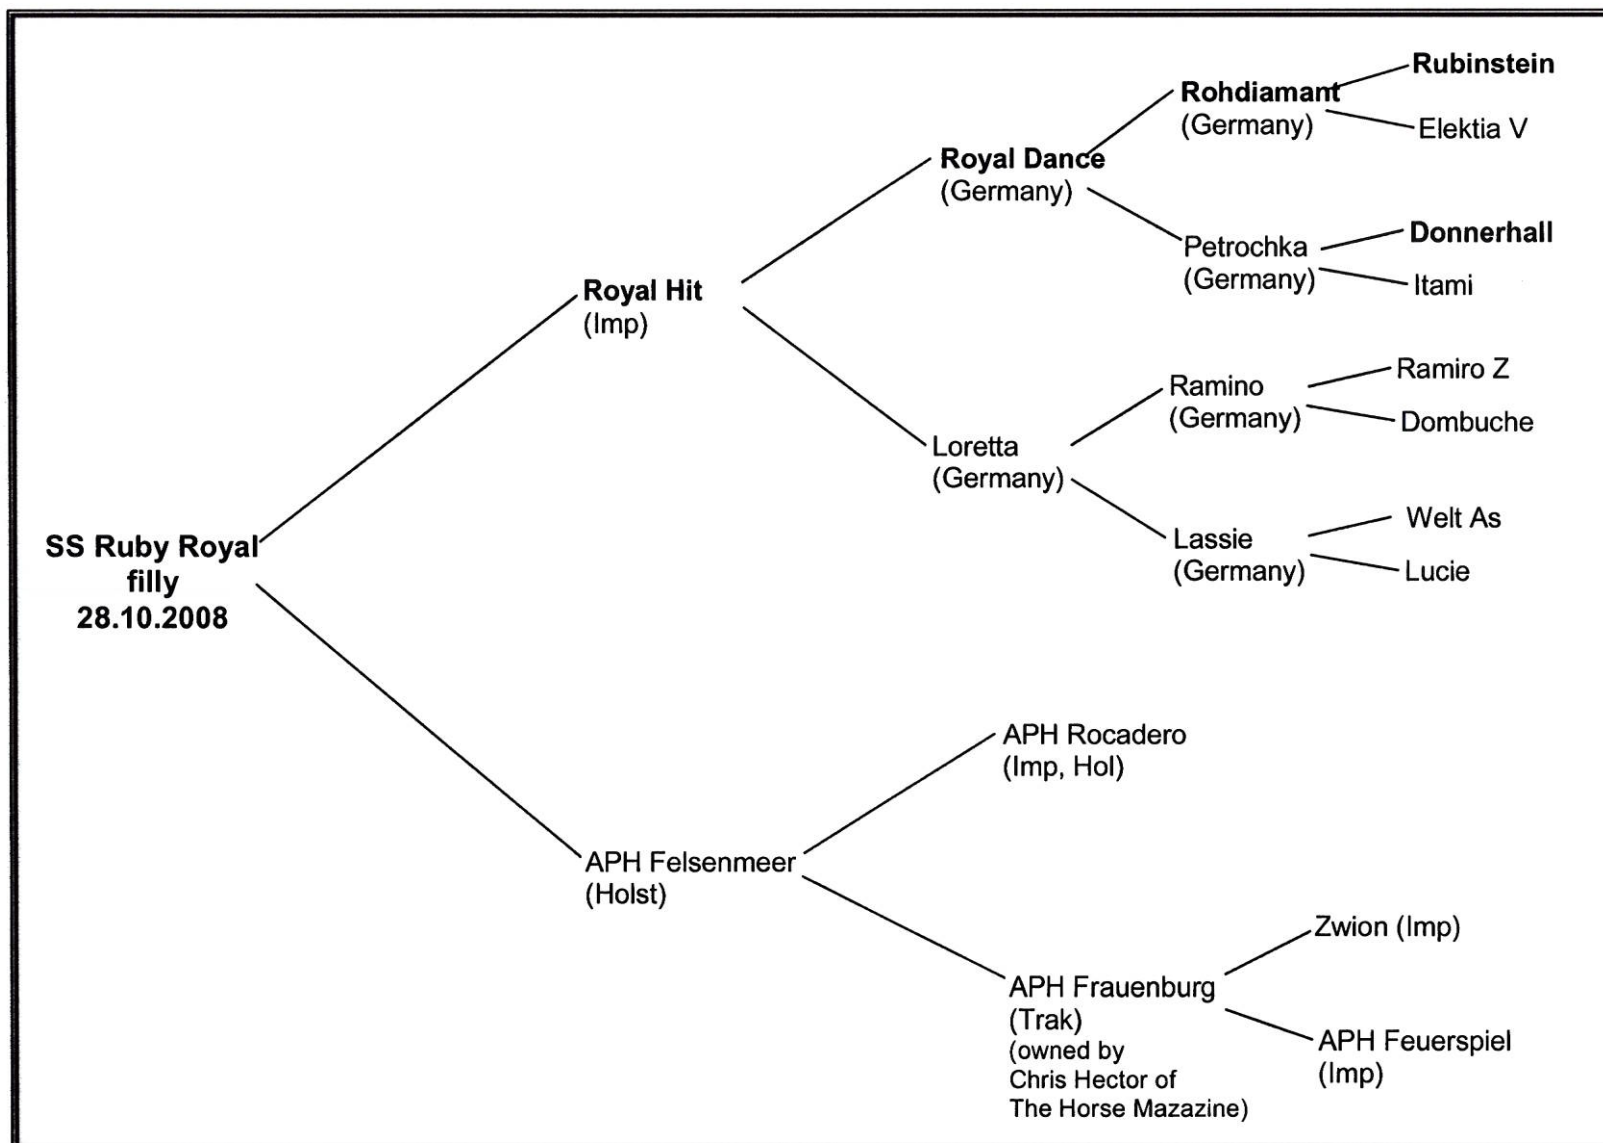 SS Ruby Royal
filly
28.10.2008
Royal Hit
(Imp)
Royal Dance
(Germany)
Rohdiamant
(Germany)
Rubinstein
Elektia V
Petrochka
(Germany)
Donnerhall
Itami
Loretta
(Germany)
Ramino
(Germany)
Ramiro Z
Dombuche
Lassie
(Germany)
Welt As
Lucie
APH Felsenmeer
(Holst)
APH Rocadero
(Imp, Hol)
APH Frauenburg
(Trak)
(owned by
Chris Hector of
The Horse Mazazine)
Zwion (Imp)
APH Feuerspiel
(Imp)